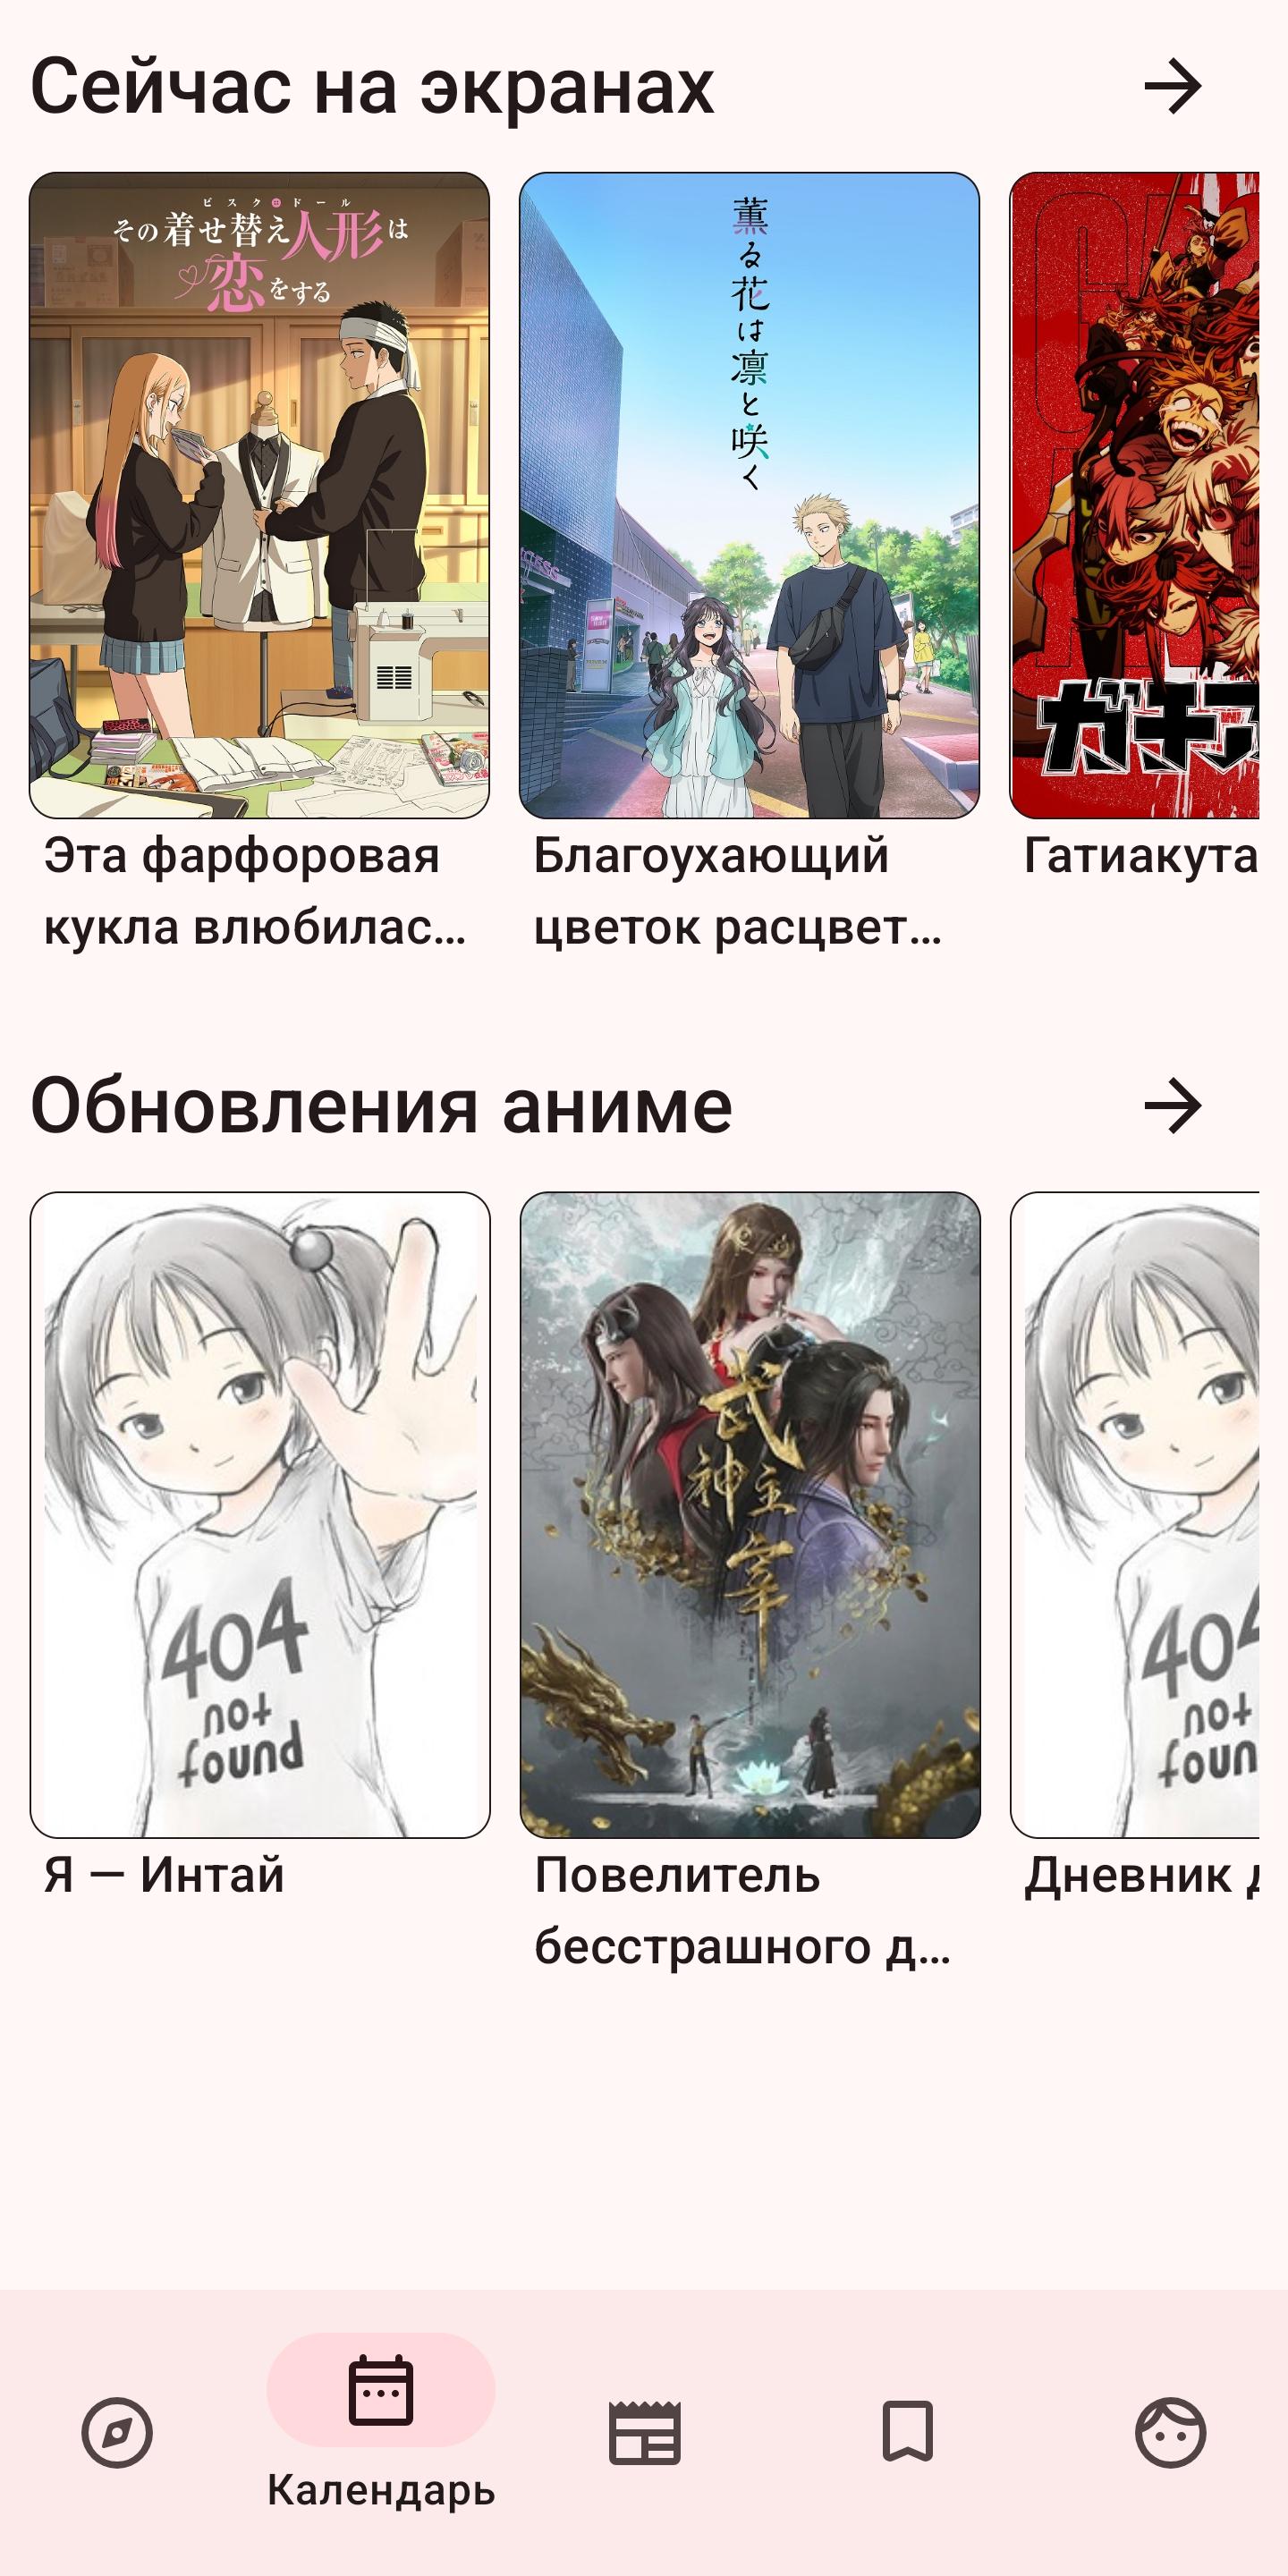 Сейчас на экранах
ビスクドール
その着せ替え人形は
恋をする
薫る花は凛と咲く
ガキア
Эта фарфоровая
кукла влюбилас...
Благоухающий
цветок расцвет...
Гатиакута
Обновления аниме
404
not
found
武神主宰
404
not
foun
Я — Интай
Повелитель
бесстрашного д...
Дневник д
Календарь